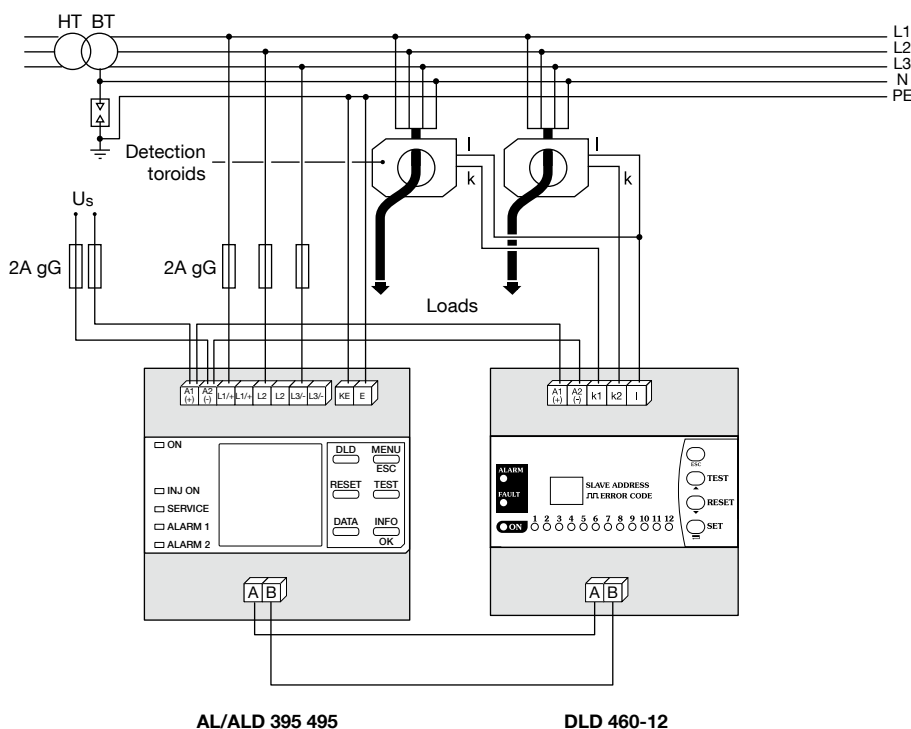 HT BT
L1
L2
L3
N
PE
Detection
toroids
l
k
l
k
Us
2A gG
2A gG
Loads
A1
(+)
A2
(-)
L1/+
L1/+
L2
L2
L3/-
L3/-
KE
E
A1
(+)
A2
(-)
k1
k2
l
ON
INJ ON
SERVICE
ALARM 1
ALARM 2
DLD
MENU
ESC
RESET
TEST
DATA
INFO
OK
ALARM
FAULT
ON
SLAVE ADDRESS
ERROR CODE
1 2 3 4 5 6 7 8 9 10 11 12
ESC
TEST
RESET
SET
A B
A B
AL/ALD 395 495
DLD 460-12